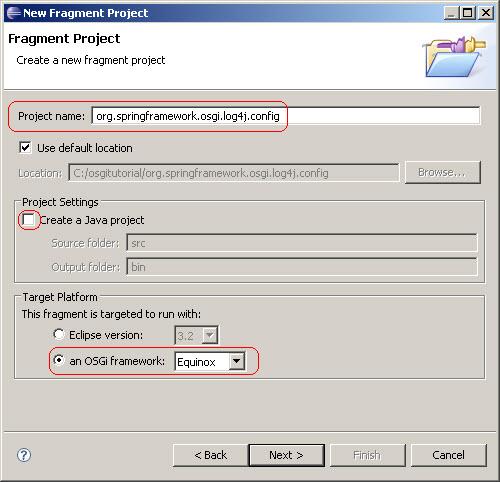 New Fragment Project
Fragment Project
Create a new fragment project
Project name: org.springframework.osgi.log4j.config
Use default location
Location: C:/osgitutorial/org.springframework.osgi.log4j.config Browse...
Project Settings
Create a Java project
Source folder: src
Output folder: bin
Target Platform
This fragment is targeted to run with:
Eclipse version: 3.2
an OSGi framework: Equinox
? < Back Next > Finish Cancel